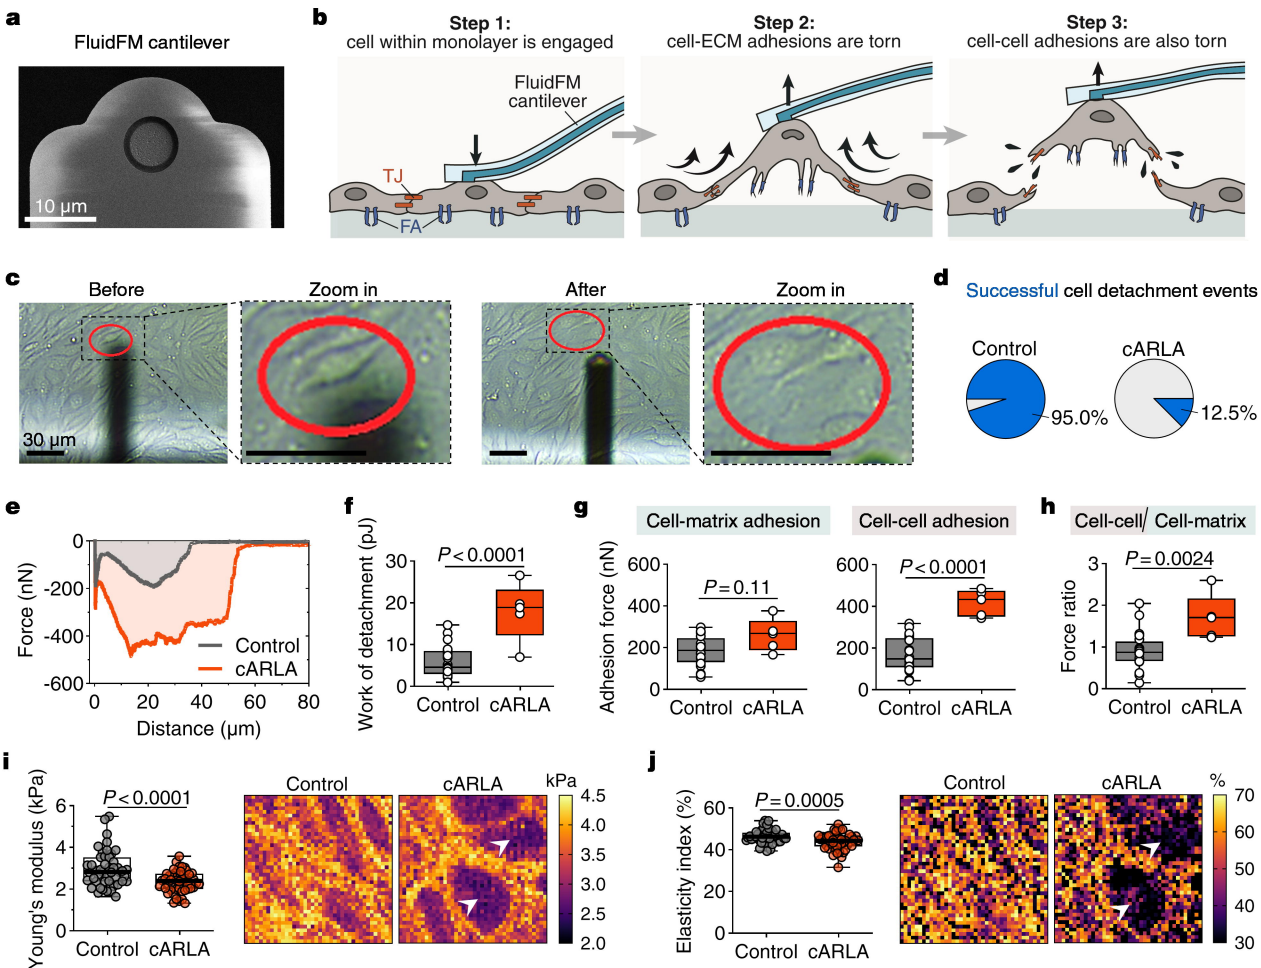 a
FluidFM cantilever
10 µm
b
Step 1:
cell within monolayer is engaged
Step 2:
cell-ECM adhesions are torn
Step 3:
cell-cell adhesions are also torn
FluidFM
cantilever
TJ
FA
c
Before
Zoom in
After
Zoom in
30 µm
d
Successful cell detachment events
Control
cARLA
95.0%
12.5%
e
Force (nN)
0
-200
-400
-600
Control
cARLA
0 20 40 60 80
Distance (µm)
f
Work of detachment (pJ)
30
20
10
0
P < 0.0001
Control cARLA
g
Cell-matrix adhesion
Cell-cell adhesion
Adhesion force (nN)
600
400
200
0
P = 0.11
Control cARLA
600
400
200
0
P < 0.0001
Control cARLA
h
Cell-cell/ Cell-matrix
Force ratio
3
2
1
0
P = 0.0024
Control cARLA
i
Young's modulus (kPa)
6
4
2
0
P < 0.0001
Control cARLA
Control
cARLA
kPa
4.5
4.0
3.5
3.0
2.5
2.0
j
Elasticity index (%)
60
40
20
0
P = 0.0005
Control cARLA
Control
cARLA
%
70
60
50
40
30